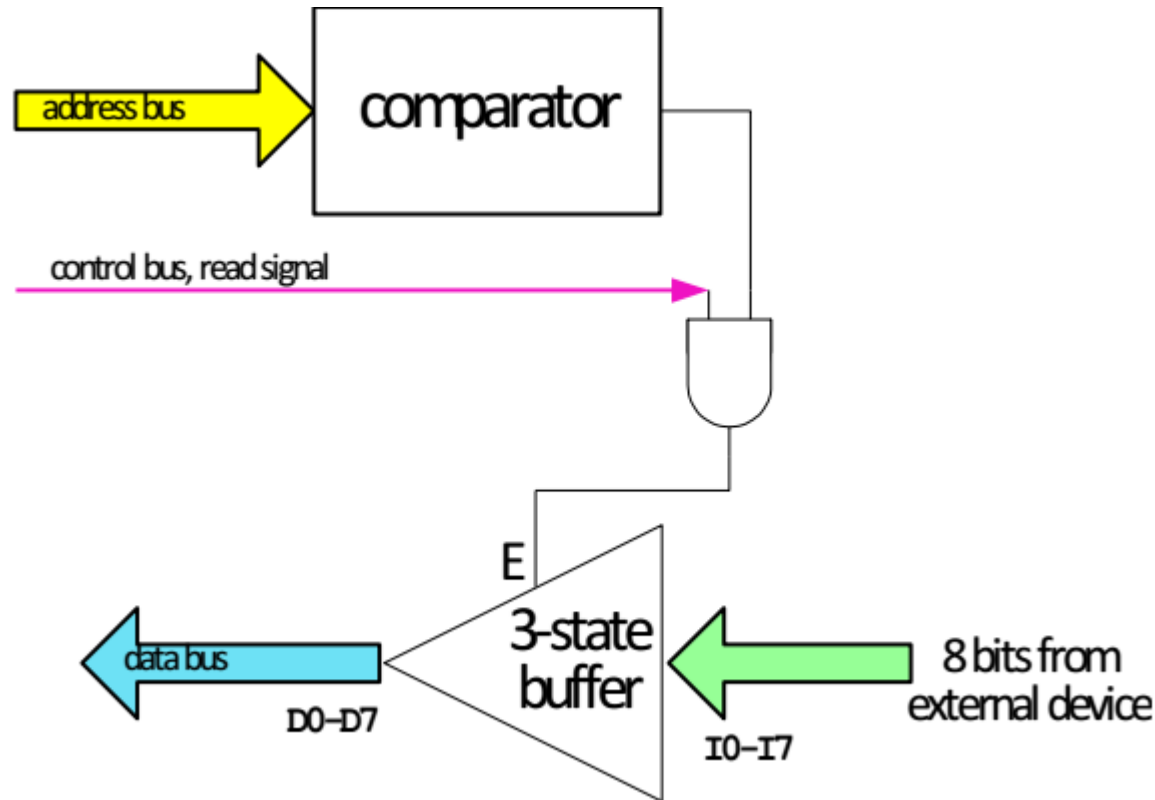 address bus
comparator
control bus, read signal
E
3-state
buffer
data bus
8 bits from
external device
D0-D7
I0-I7